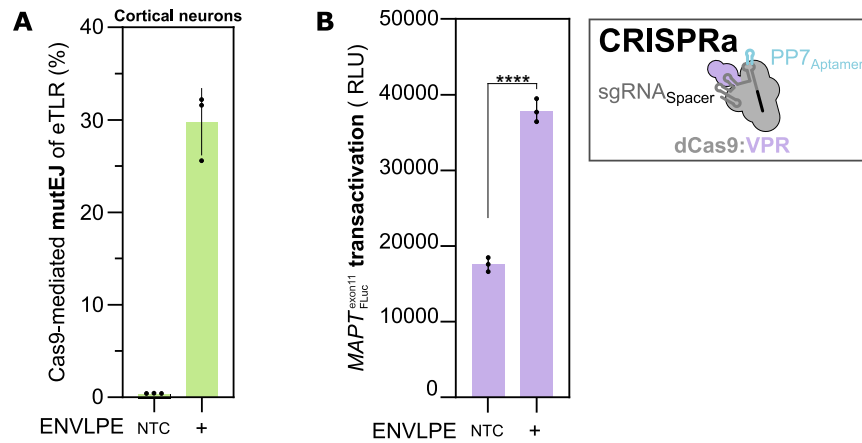 A
Cortical neurons
Cas9-mediated mutEJ of eTLR (%)
40
30
20
10
0
ENVLPE NTC +
B
MAPT exon11 FLuc transactivation ( RLU)
50000
40000
30000
20000
10000
0
****
ENVLPE NTC +
CRISPRa
PP7Aptamer
sgRNASpacer
dCas9:VPR